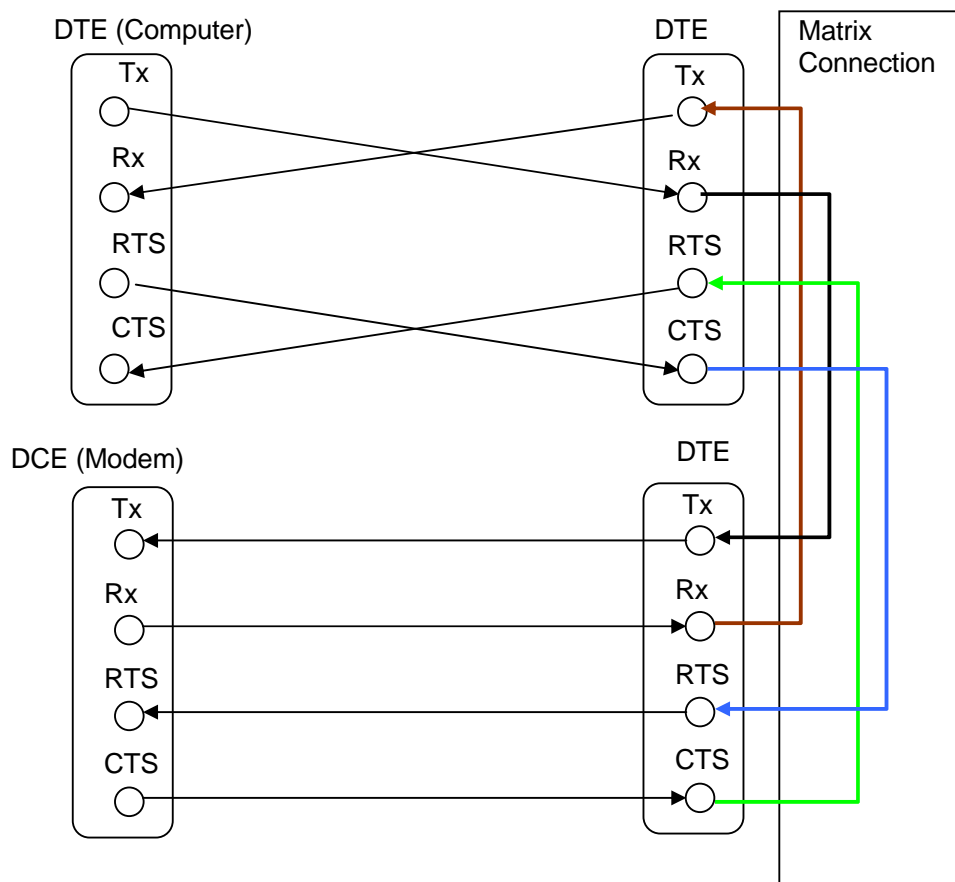 DTE (Computer)
DTE
Matrix
Connection
Tx
Tx
Rx
Rx
RTS
RTS
CTS
CTS
DCE (Modem)
DTE
Tx
Tx
Rx
Rx
RTS
RTS
CTS
CTS